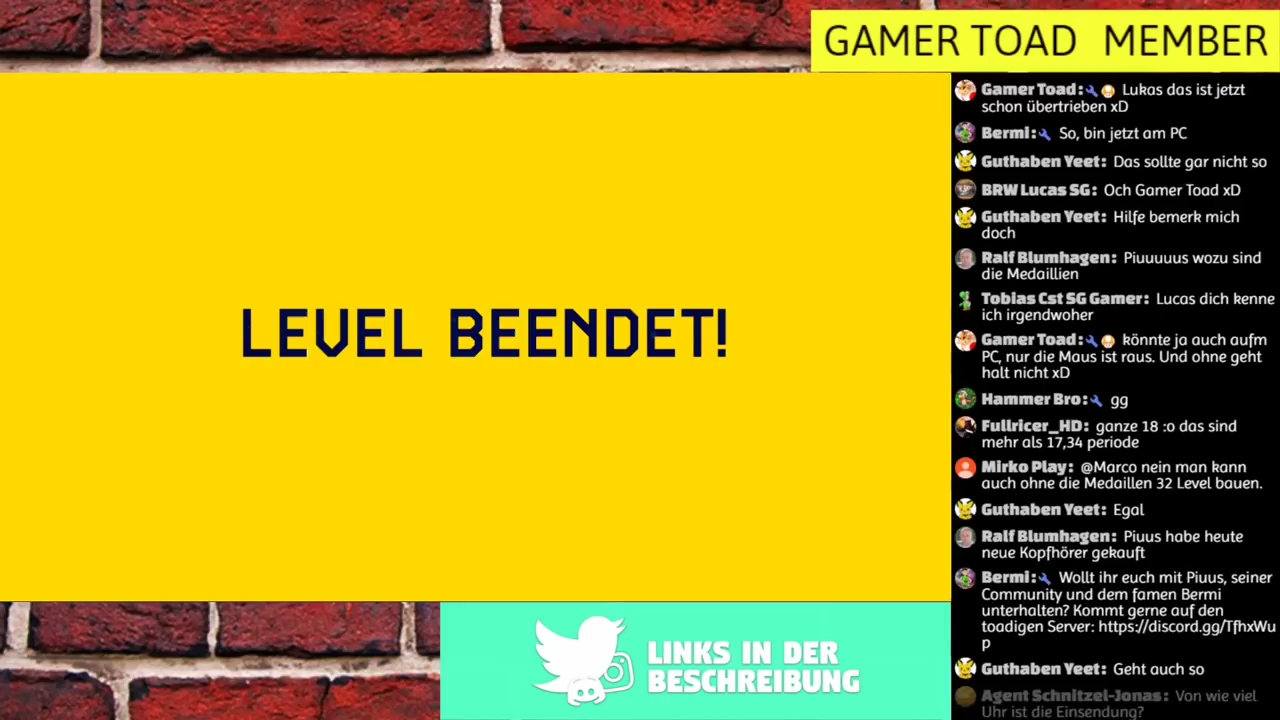 GAMER TOAD MEMBER
Gamer Toad: Lukas das ist jetzt
schon übertrieben xD
Bermi: So, bin jetzt am PC
Guthaben Yeet: Das sollte gar nicht so
BRW Lucas SG: Och Gamer Toad xD
Guthaben Yeet: Hilfe bemerk mich
doch
Ralf Blumhagen: Piuuuuus wozu sind
die Medaillien
Tobias Cst SG Gamer: Lucas dich kenne
ich irgendwoher
Gamer Toad: könnte ja auch aufm
PC, nur die Maus ist raus. Und ohne geht
halt nicht xD
Hammer Bro: gg
Fullricer_HD: ganze 18 :o das sind
mehr als 17,34 periode
Mirko Play: @Marco nein man kann
auch ohne die Medaillen 32 Level bauen.
Guthaben Yeet: Egal
Ralf Blumhagen: Piuus habe heute
neue Kopfhörer gekauft
Bermi: Wollt ihr euch mit Piuus, seiner
Community und dem famen Bermi
unterhalten? Kommt gerne auf den
toadigen Server: https://discord.gg/TfhxWu
p
Guthaben Yeet: Geht auch so
Agent Schnitzel-Jonas: Von wie viel
Uhr ist die Einsendung?
LEVEL BEENDET!
LINKS IN DER
BESCHREIBUNG